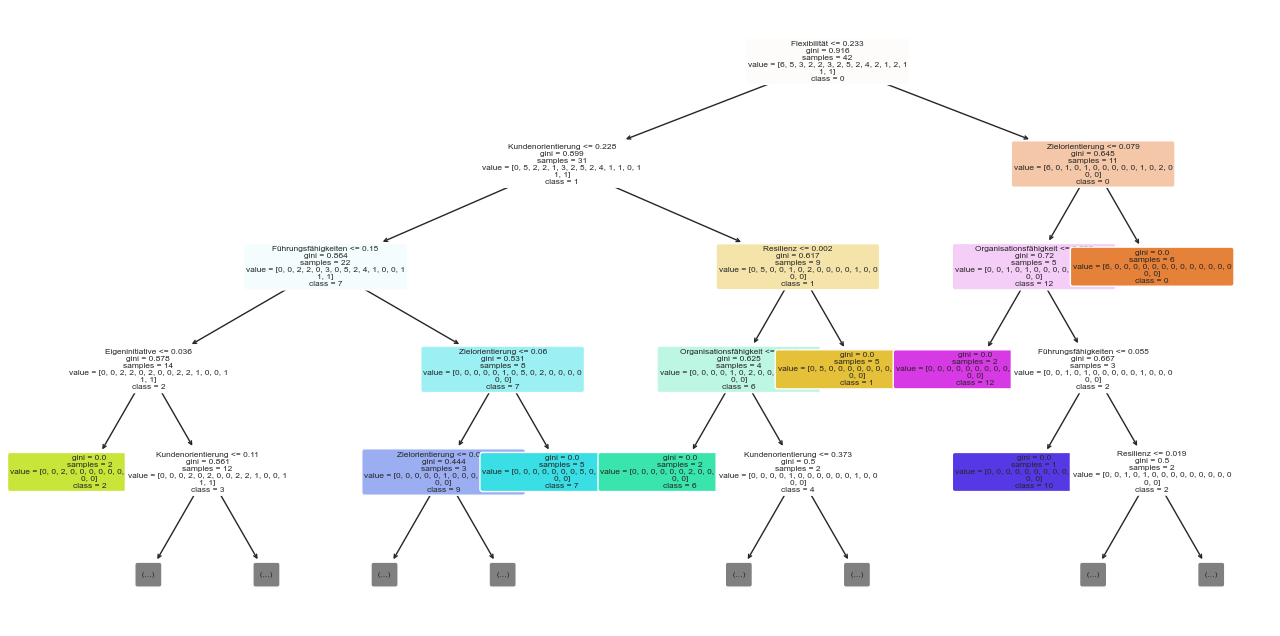 Flexibilität <= 0.233
gini = 0.916
samples = 42
value = [6, 5, 3, 2, 2, 3, 2, 5, 2, 4, 2, 1, 2, 1
1, 1]
class = 0
Kundenorientierung <= 0.228
gini = 0.899
samples = 31
value = [0, 5, 2, 2, 1, 3, 2, 5, 2, 4, 1, 1, 0, 1
1, 1]
class = 1
Zielorientierung <= 0.079
gini = 0.645
samples = 11
value = [6, 0, 1, 0, 1, 0, 0, 0, 0, 0, 1, 0, 2, 0
0, 0]
class = 0
Führungsfähigkeiten <= 0.15
gini = 0.864
samples = 22
value = [0, 0, 2, 2, 0, 3, 0, 5, 2, 4, 1, 0, 0, 1
1, 1]
class = 7
Resilienz <= 0.002
gini = 0.617
samples = 9
value = [0, 5, 0, 0, 1, 0, 2, 0, 0, 0, 0, 1, 0, 0
0, 0]
class = 1
Organisationsfähigkeit <=
gini = 0.72
samples = 5
value = [0, 0, 1, 0, 1, 0, 0, 0, 0,
0, 0]
class = 12
gini = 0.0
samples = 6
value = [6, 0, 0, 0, 0, 0, 0, 0, 0, 0, 0, 0, 0, 0
0, 0]
class = 0
Eigeninitiative <= 0.036
gini = 0.878
samples = 14
value = [0, 0, 2, 2, 0, 2, 0, 0, 2, 2, 1, 0, 0, 1
1, 1]
class = 2
Zielorientierung <= 0.06
gini = 0.531
samples = 8
value = [0, 0, 0, 0, 0, 1, 0, 5, 0, 2, 0, 0, 0, 0
0, 0]
class = 7
Organisationsfähigkeit <=
gini = 0.625
samples = 4
value = [0, 0, 0, 0, 1, 0, 2, 0, 0,
0, 0]
class = 6
gini = 0.0
samples = 5
value = [0, 5, 0, 0, 0, 0, 0, 0, 0,
0, 0]
class = 1
gini = 0.0
samples = 2
value = [0, 0, 0, 0, 0, 0, 0, 0, 0,
0, 0]
class = 12
Führungsfähigkeiten <= 0.055
gini = 0.667
samples = 3
value = [0, 0, 1, 0, 1, 0, 0, 0, 0, 0, 1, 0, 0, 0
0, 0]
class = 2
gini = 0.0
samples = 2
value = [0, 0, 2, 0, 0, 0, 0, 0, 0,
0, 0]
class = 2
Kundenorientierung <= 0.11
gini = 0.861
samples = 12
value = [0, 0, 0, 2, 0, 2, 0, 0, 2, 2, 1, 0, 0, 1
1, 1]
class = 3
Zielorientierung <= 0.0
gini = 0.444
samples = 3
value = [0, 0, 0, 0, 0, 1, 0, 0, 0,
0, 0]
class = 9
gini = 0.0
samples = 5
value = [0, 0, 0, 0, 0, 0, 0, 5, 0,
0, 0]
class = 7
gini = 0.0
samples = 2
value = [0, 0, 0, 0, 0, 0, 2, 0, 0,
0, 0]
class = 6
Kundenorientierung <= 0.373
gini = 0.5
samples = 2
value = [0, 0, 0, 0, 1, 0, 0, 0, 0, 0, 0, 1, 0, 0
0, 0]
class = 4
gini = 0.0
samples = 1
value = [0, 0, 0, 0, 0, 0, 0, 0, 0,
0, 0]
class = 10
Resilienz <= 0.019
gini = 0.5
samples = 2
value = [0, 0, 1, 0, 1, 0, 0, 0, 0, 0, 0, 0, 0, 0
0, 0]
class = 2
(...)
(...)
(...)
(...)
(...)
(...)
(...)
(...)